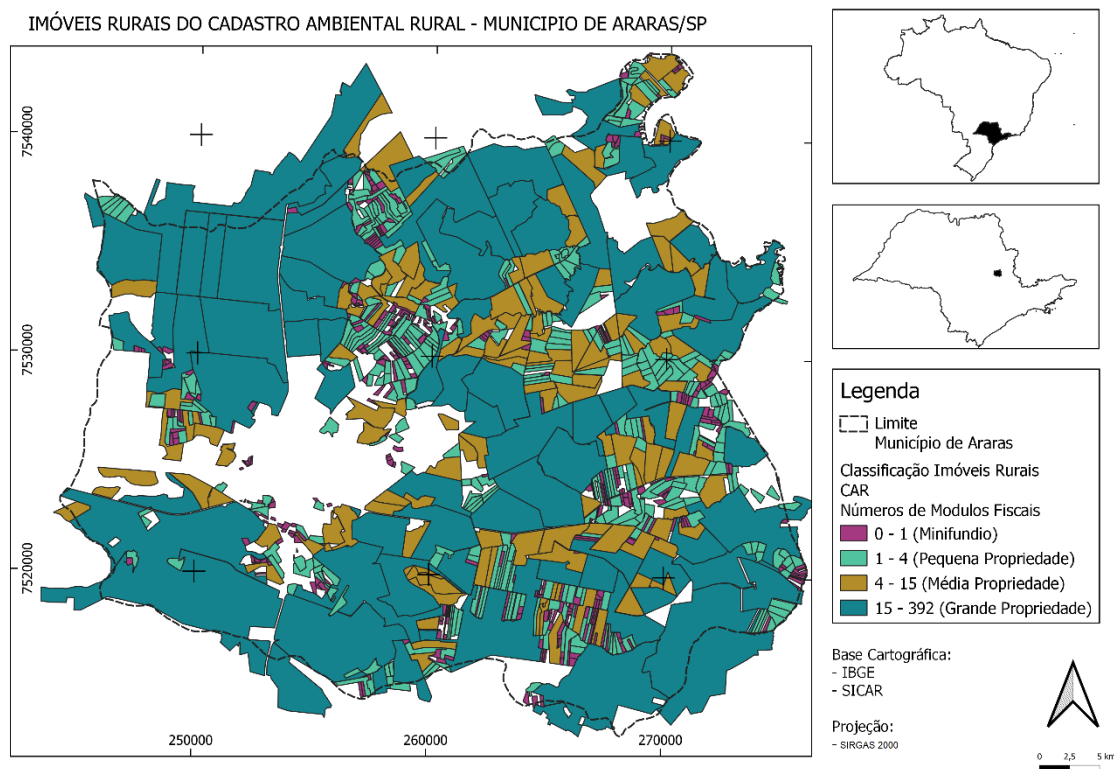 IMÓVEIS RURAIS DO CADASTRO AMBIENTAL RURAL - MUNICIPIO DE ARARAS/SP
7540000
7530000
7520000
250000
260000
270000
Legenda
Limite
Município de Araras
Classificação Imóveis Rurais
CAR
Números de Modulos Fiscais
0 - 1 (Minifundio)
1 - 4 (Pequena Propriedade)
4 - 15 (Média Propriedade)
15 - 392 (Grande Propriedade)
Base Cartográfica:
- IBGE
- SICAR
Projeção:
- SIRGAS 2000
0 2,5 5 km